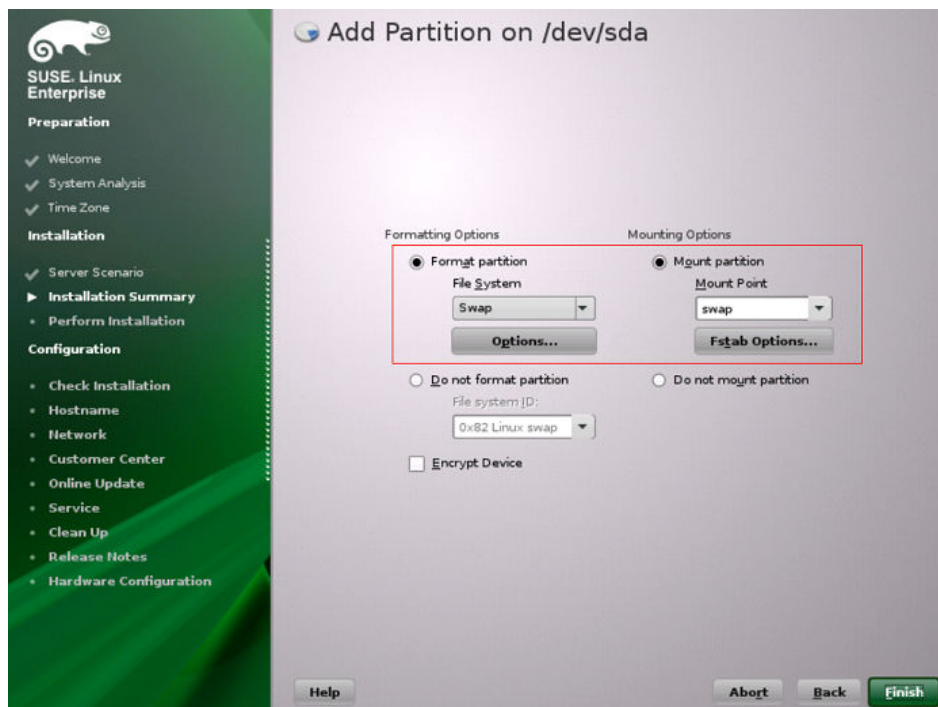 SUSE. Linux
Enterprise
Preparation
Welcome
System Analysis
Time Zone
Installation
Server Scenario
Installation Summary
Perform Installation
Configuration
Check Installation
Hostname
Network
Customer Center
Online Update
Service
Clean Up
Release Notes
Hardware Configuration
Add Partition on /dev/sda
Formatting Options
Format partition
File System
Swap
Options...
Do not format partition
File system ID:
0x82 Linux swap
Encrypt Device
Mounting Options
Mount partition
Mount Point
swap
Fstab Options...
Do not mount partition
Help
Abort
Back
Finish